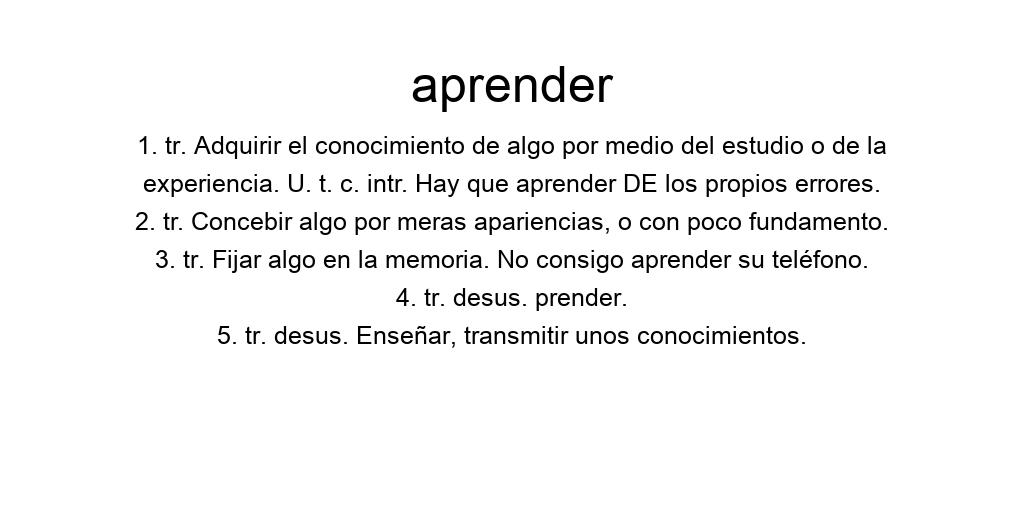 aprender
1. tr. Adquirir el conocimiento de algo por medio del estudio o de la
experiencia. U. t. c. intr. Hay que aprender DE los propios errores.
2. tr. Concebir algo por meras apariencias, o con poco fundamento.
3. tr. Fijar algo en la memoria. No consigo aprender su teléfono.
4. tr. desus. prender.
5. tr. desus. Enseñar, transmitir unos conocimientos.